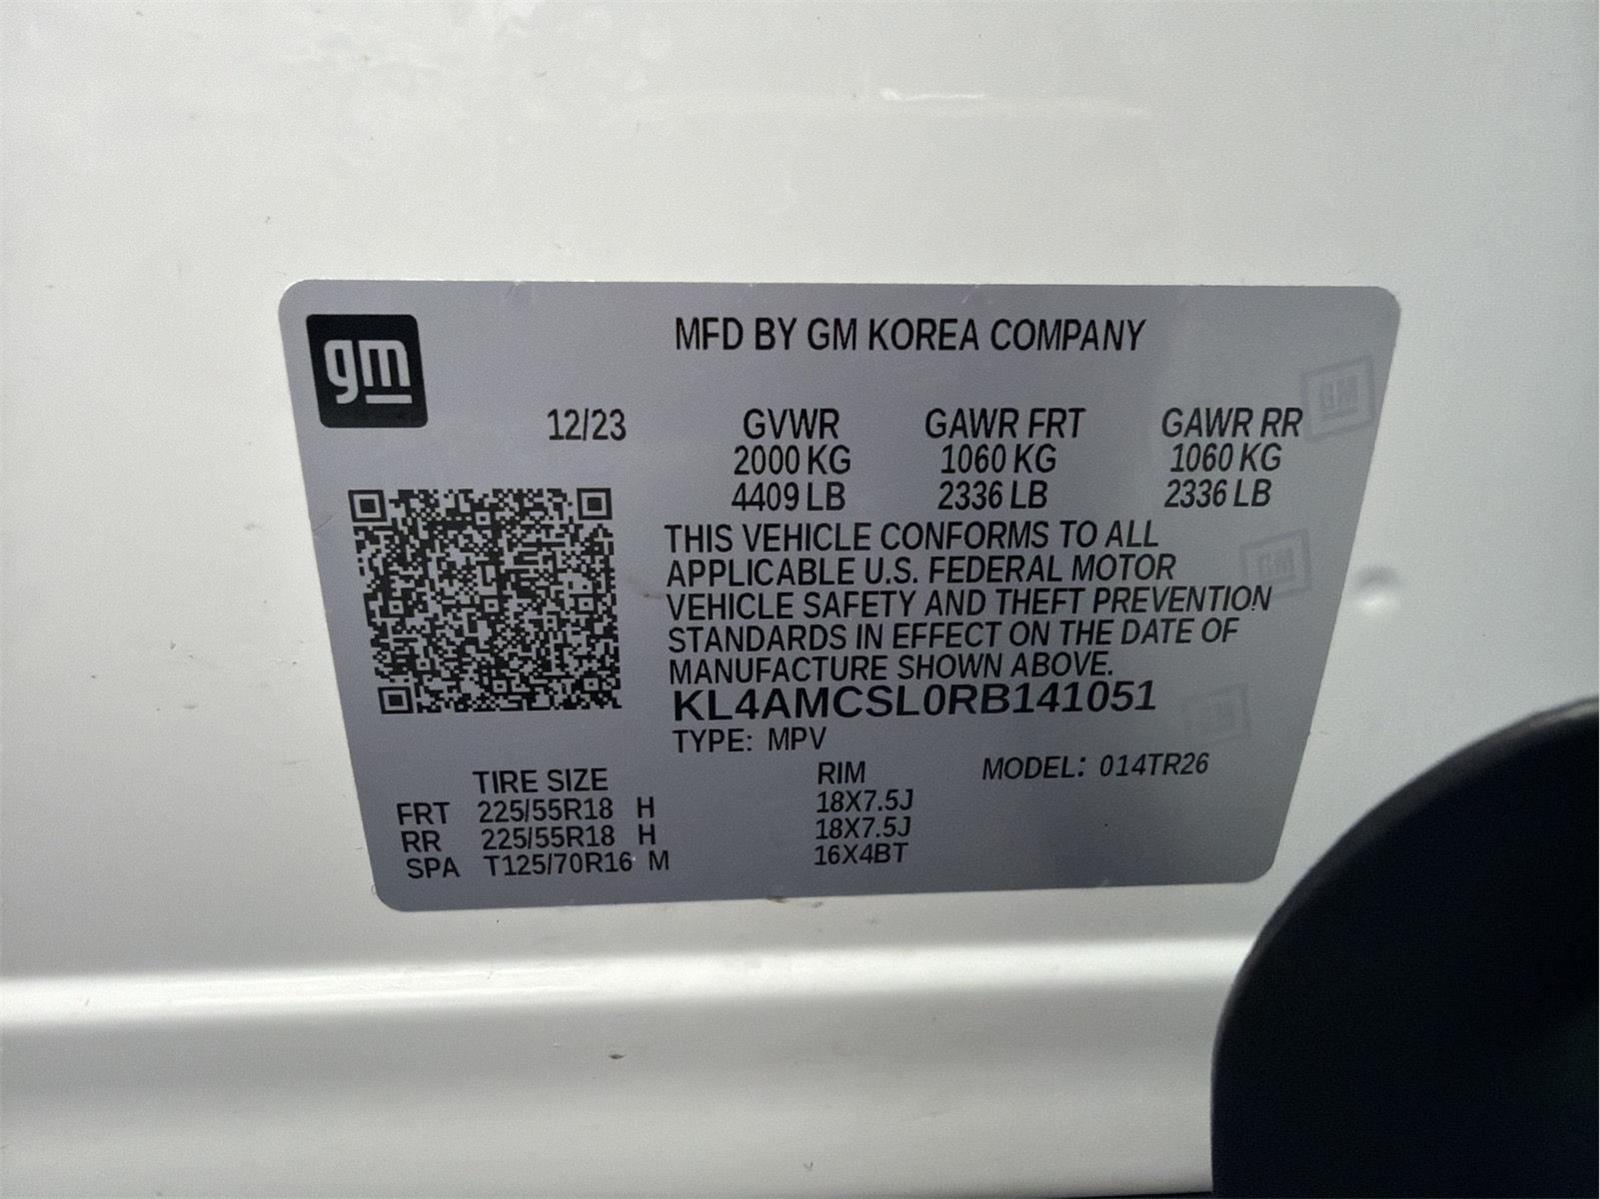 gm
MFD BY GM KOREA COMPANY
12/23 GVWR GAWR FRT GAWR RR
2000 KG 1060 KG 1060 KG
4409 LB 2336 LB 2336 LB
THIS VEHICLE CONFORMS TO ALL
APPLICABLE U.S. FEDERAL MOTOR
VEHICLE SAFETY AND THEFT PREVENTION
STANDARDS IN EFFECT ON THE DATE OF
MANUFACTURE SHOWN ABOVE.
KL4AMCSL0RB141051
TYPE: MPV
TIRE SIZE RIM MODEL: 014TR26
FRT 225/55R18 H 18X7.5J
RR 225/55R18 H 18X7.5J
SPA T125/70R16 M 16X4BT